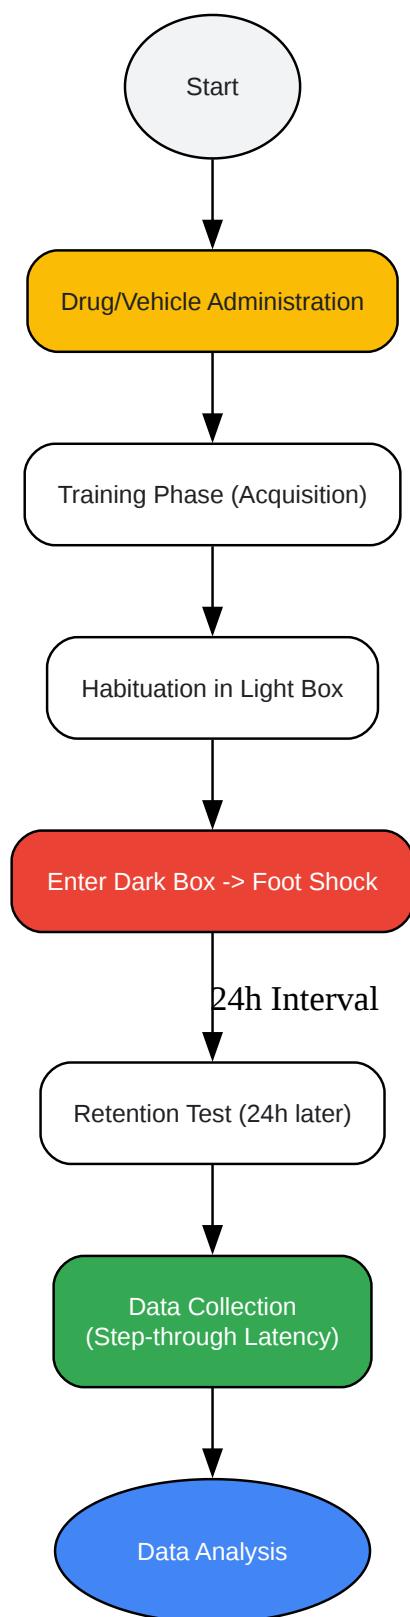 Start
Drug/Vehicle Administration
Training Phase (Acquisition)
Habituation in Light Box
Enter Dark Box -> Foot Shock
24h Interval
Retention Test (24h later)
Data Collection
(Step-through Latency)
Data Analysis